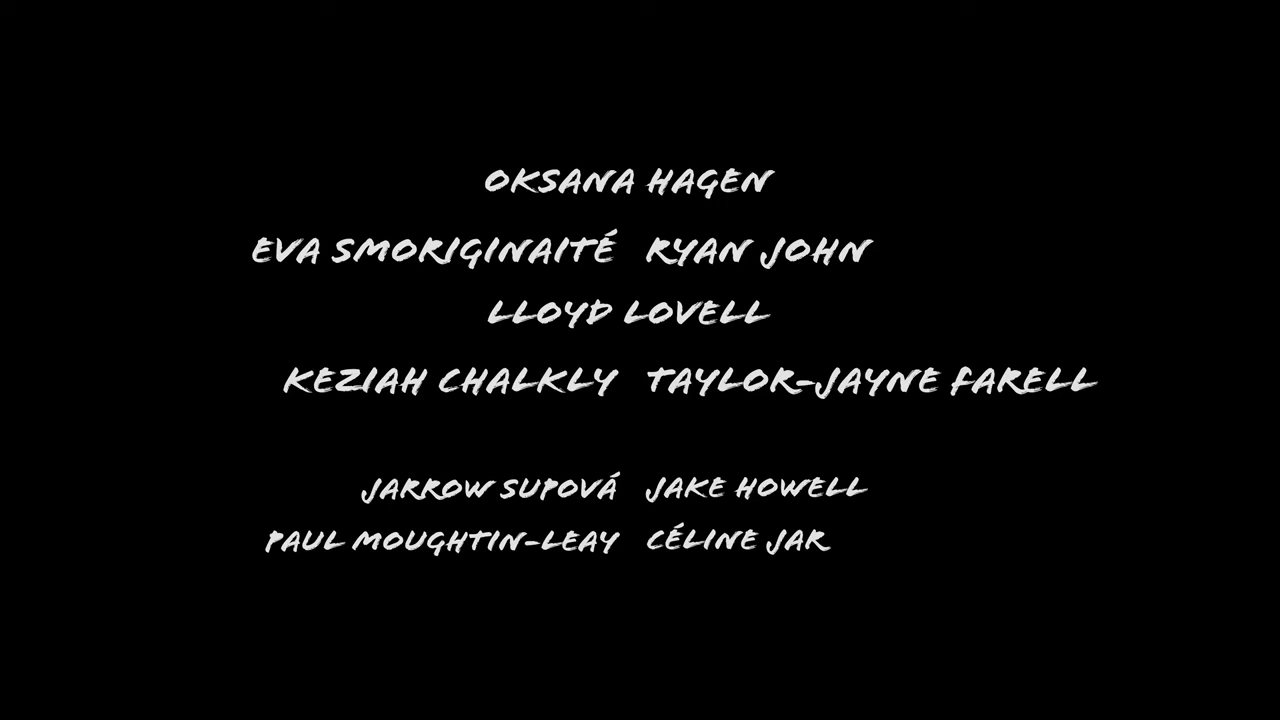 OKSANA HAGEN
EVA SMORIGINAITÉ RYAN JOHN
LLOYD LOVELL
KEZIAH CHALKLY TAYLOR-JAYNE FARELL
JARROW SUPOVÁ JAKE HOWELL
PAUL MOUGHTIN-LEAY CÉLINE JAR